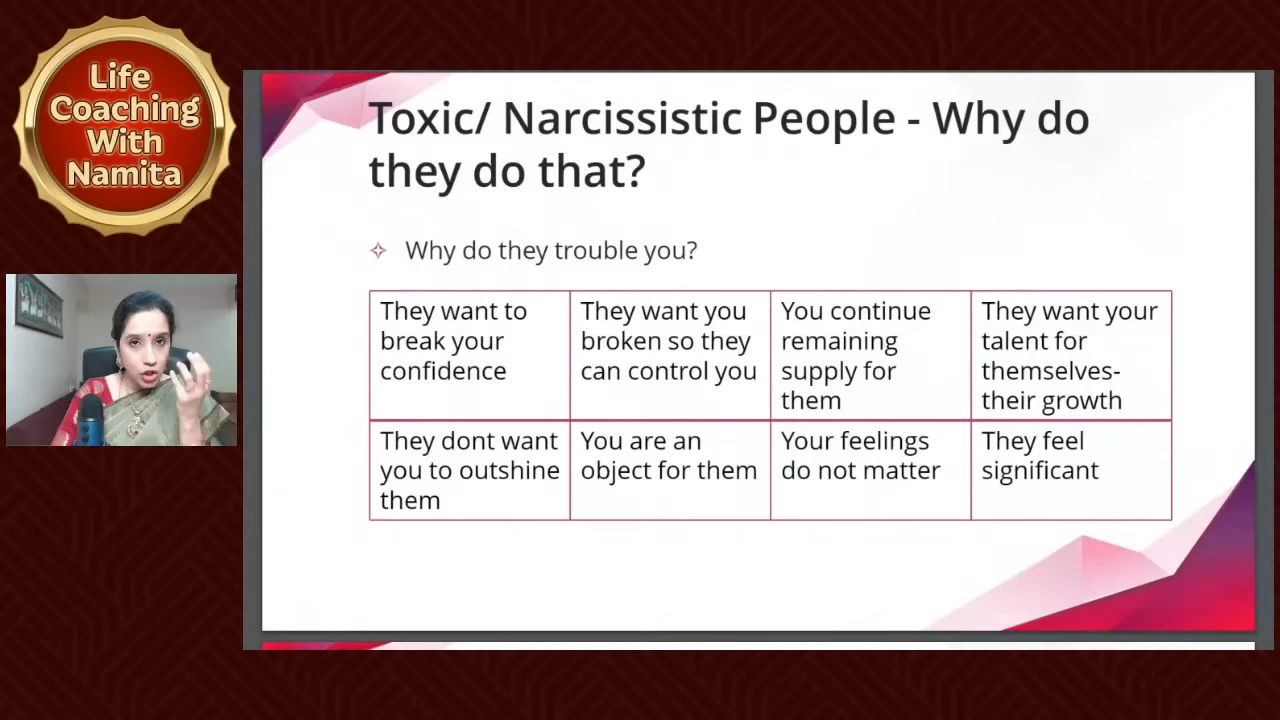 Life
Coaching
With
Namita
Toxic/ Narcissistic People - Why do
they do that?
Why do they trouble you?
They want to
break your
confidence
They want you
broken so they
can control you
You continue
remaining
supply for
them
They want your
talent for
themselves-
their growth
They dont want
you to outshine
them
You are an
object for them
Your feelings
do not matter
They feel
significant